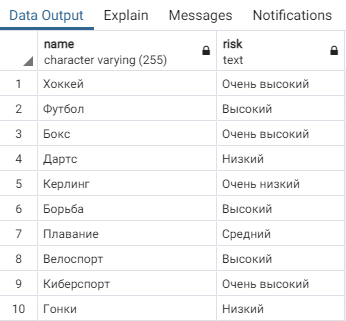 Data Output Explain Messages Notifications
name risk
character varying (255) text
1 Хоккей Очень высокий
2 Футбол Высокий
3 Бокс Очень высокий
4 Дартс Низкий
5 Керлинг Очень низкий
6 Борьба Высокий
7 Плавание Средний
8 Велоспорт Высокий
9 Киберспорт Очень высокий
10 Гонки Низкий